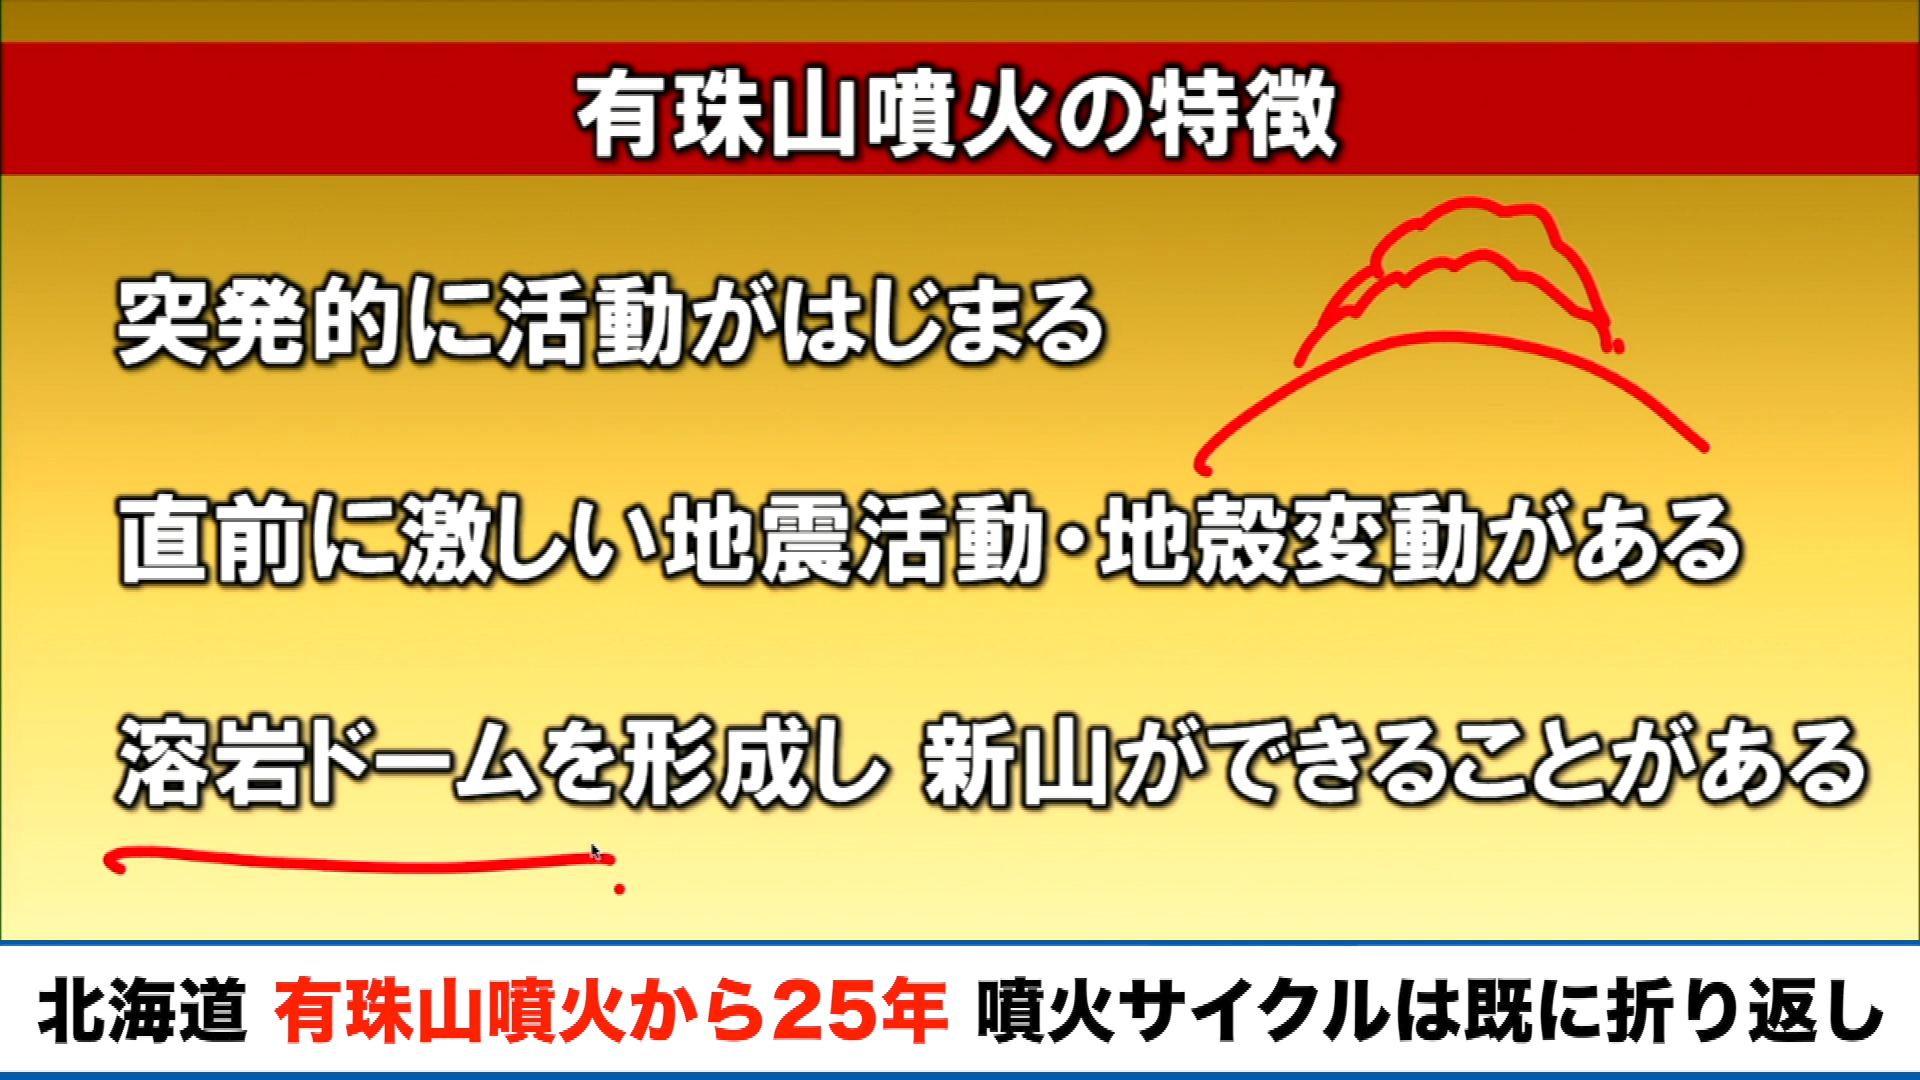 有珠山噴火の特徴
突発的に活動がはじまる
直前に激しい地震活動・地殻変動がある
溶岩ドームを形成し 新山ができることがある
北海道 有珠山噴火から25年 噴火サイクルは既に折り返し